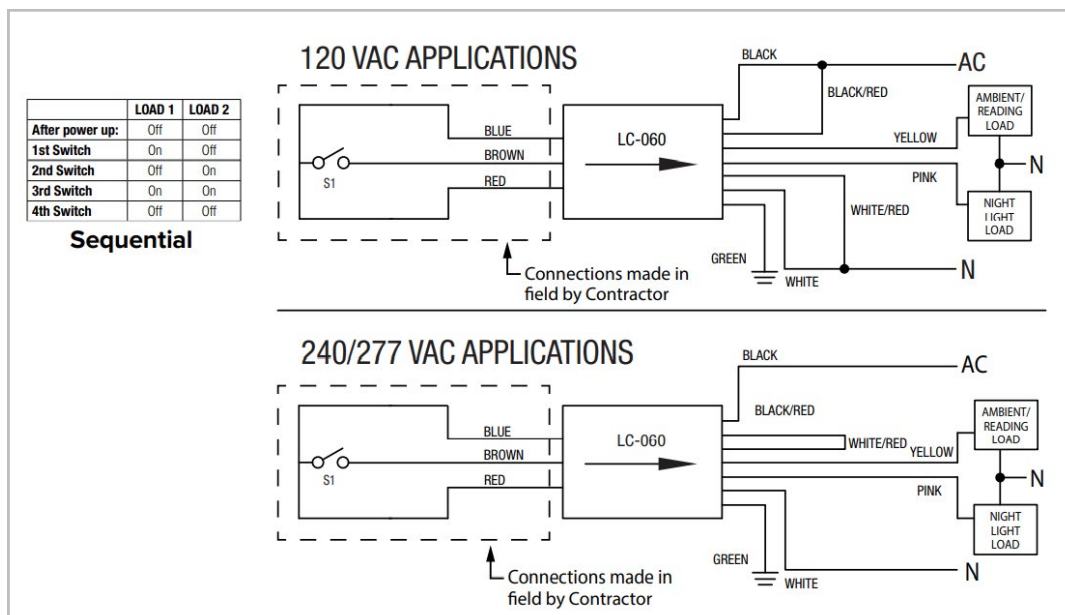 120 VAC APPLICATIONS
LOAD 1 LOAD 2
After power up: Off Off
1st Switch On Off
2nd Switch Off On
3rd Switch On On
4th Switch Off Off
Sequential
S1
BLUE
BROWN
RED
LC-060
BLACK
AC
BLACK/RED
YELLOW
AMBIENT/
READING
LOAD
N
PINK
NIGHT
LIGHT
LOAD
WHITE/RED
GREEN
WHITE
N
Connections made in
field by Contractor
240/277 VAC APPLICATIONS
S1
BLUE
BROWN
RED
LC-060
BLACK
AC
BLACK/RED
WHITE/RED
YELLOW
AMBIENT/
READING
LOAD
N
PINK
NIGHT
LIGHT
LOAD
GREEN
WHITE
N
Connections made in
field by Contractor